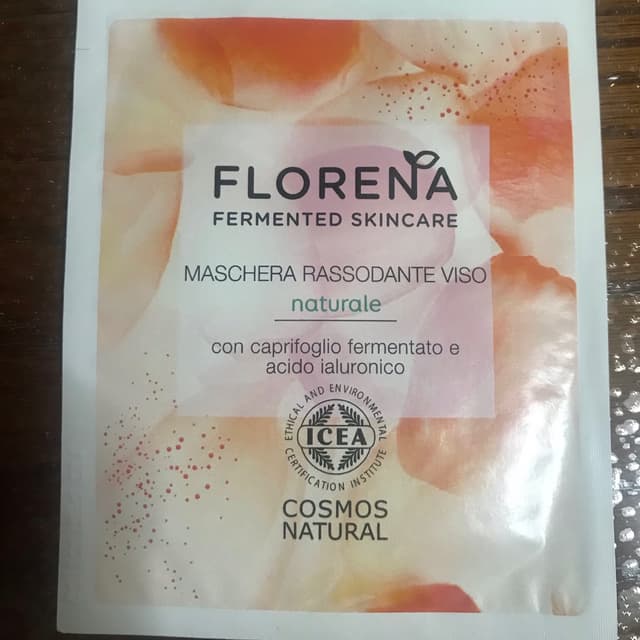 FLORENA
FERMENTED SKINCARE
MASCHERA RASSODANTE VISO
naturale
con caprifoglio fermentato e
acido ialuronico
ETHICAL AND ENVIRONMENTAL
ICEA
CERTIFICATION INSTITUTE
COSMOS
NATURAL